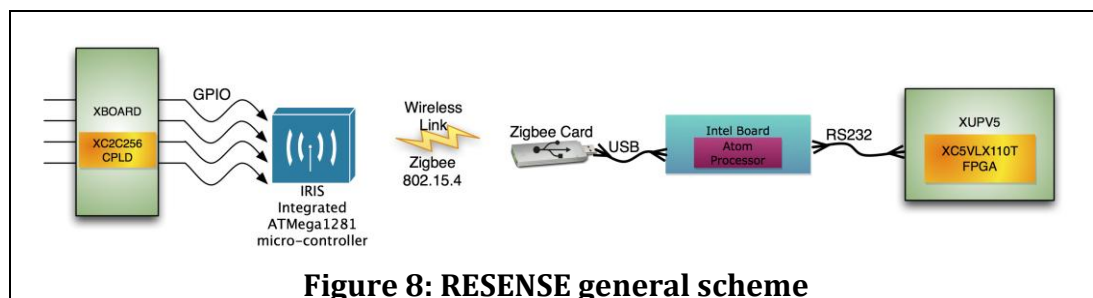 XBOARD
XC2C256
CPLD
GPIO
IRIS
Integrated
ATMega1281
micro-controller
Wireless
Link
Zigbee
802.15.4
Zigbee Card
USB
Intel Board
Atom
Processor
RS232
XUPV5
XC5VLX110T
FPGA
Figure 8: RESENSE general scheme